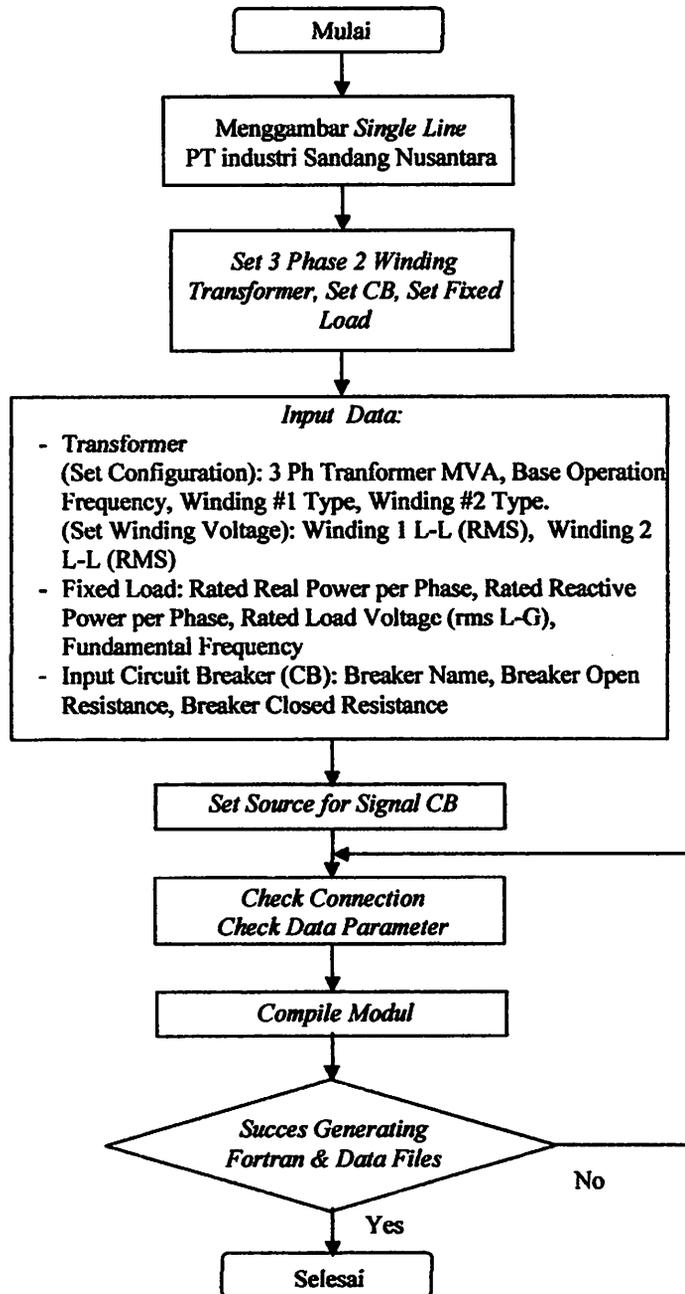 Mulai
Menggambar Single Line
PT industri Sandang Nusantara
Set 3 Phase 2 Winding
Transformer, Set CB, Set Fixed
Load
Input Data:
- Transformer
(Set Configuration): 3 Ph Tranformer MVA, Base Operation
Frequency, Winding #1 Type, Winding #2 Type.
(Set Winding Voltage): Winding 1 L-L (RMS), Winding 2
L-L (RMS)
- Fixed Load: Rated Real Power per Phase, Rated Reactive
Power per Phase, Rated Load Voltage (rms L-G),
Fundamental Frequency
- Input Circuit Breaker (CB): Breaker Name, Breaker Open
Resistance, Breaker Closed Resistance
Set Source for Signal CB
Check Connection
Check Data Parameter
Compile Modul
Succes Generating
Fortran & Data Files
No
Yes
Selesai